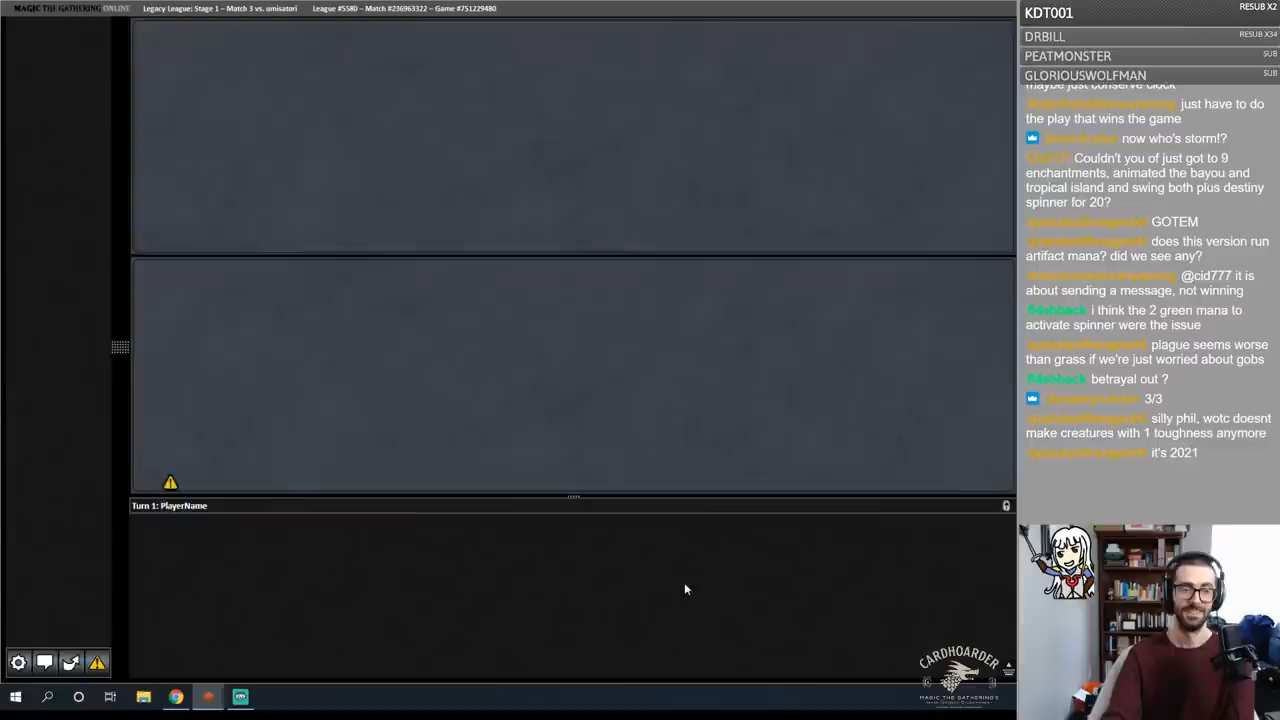 MAGIC THE GATHERING ONLINE
Legacy League: Stage 1 – Match 3 vs. umisatori
League #5580 – Match #236963322 – Game #751229480
KDT001
RESUB X2
DRBILL
RESUB X34
PEATMONSTER
SUB
GLORIOUSWOLFMAN
SUB
maybe just conserve clock
just have to do
the play that wins the game
now who's storm!?
Cid777 Couldn't you of just got to 9
enchantments, animated the bayou and
tropical island and swing both plus destiny
spinner for 20?
GOTEM
does this version run
artifact mana? did we see any?
@cid777 it is
about sending a message, not winning
fl4shback i think the 2 green mana to
activate spinner were the issue
plague seems worse
than grass if we're just worried about gobs
fl4shback betrayal out ?
3/3
silly phil, wotc doesnt
make creatures with 1 toughness anymore
it's 2021
Turn 1: PlayerName
CARDHOARDER
MAGIC THE GATHERING'S